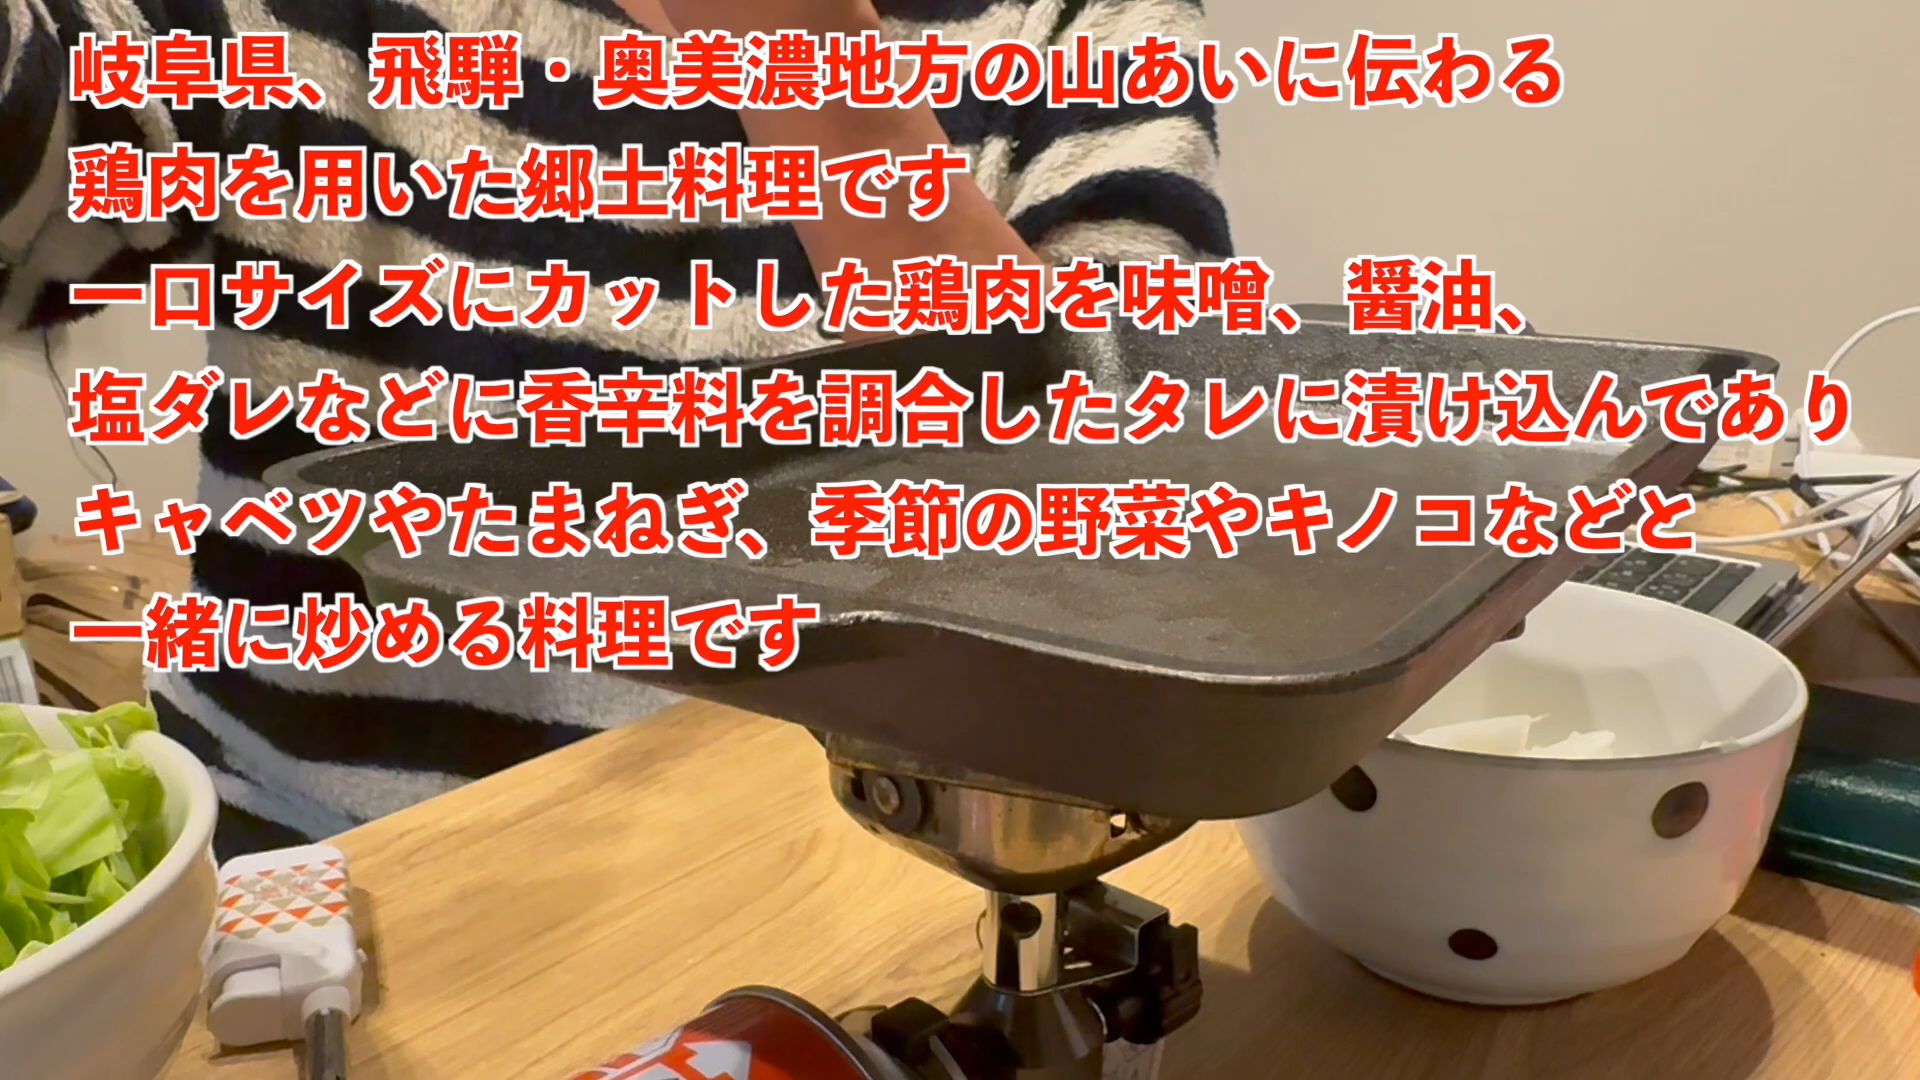 岐阜県、飛騨・奥美濃地方の山あいに伝わる
鶏肉を用いた郷土料理です
一口サイズにカットした鶏肉を味噌、醤油、
塩ダレなどに香辛料を調合したタレに漬け込んであり
キャベツやたまねぎ、季節の野菜やキノコなどと
一緒に炒める料理です